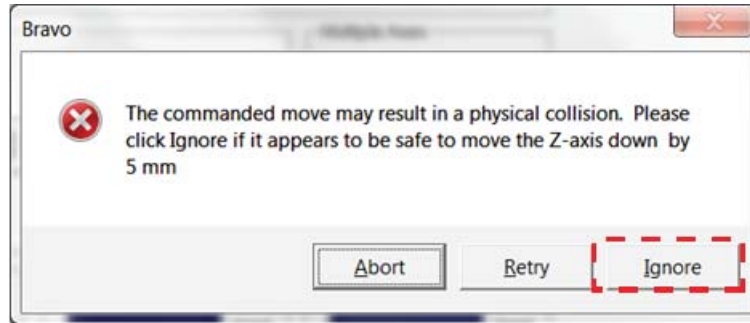 Bravo
The commanded move may result in a physical collision.  Please
click Ignore if it appears to be safe to move the Z-axis down  by
5 mm
Abort
Retry
Ignore